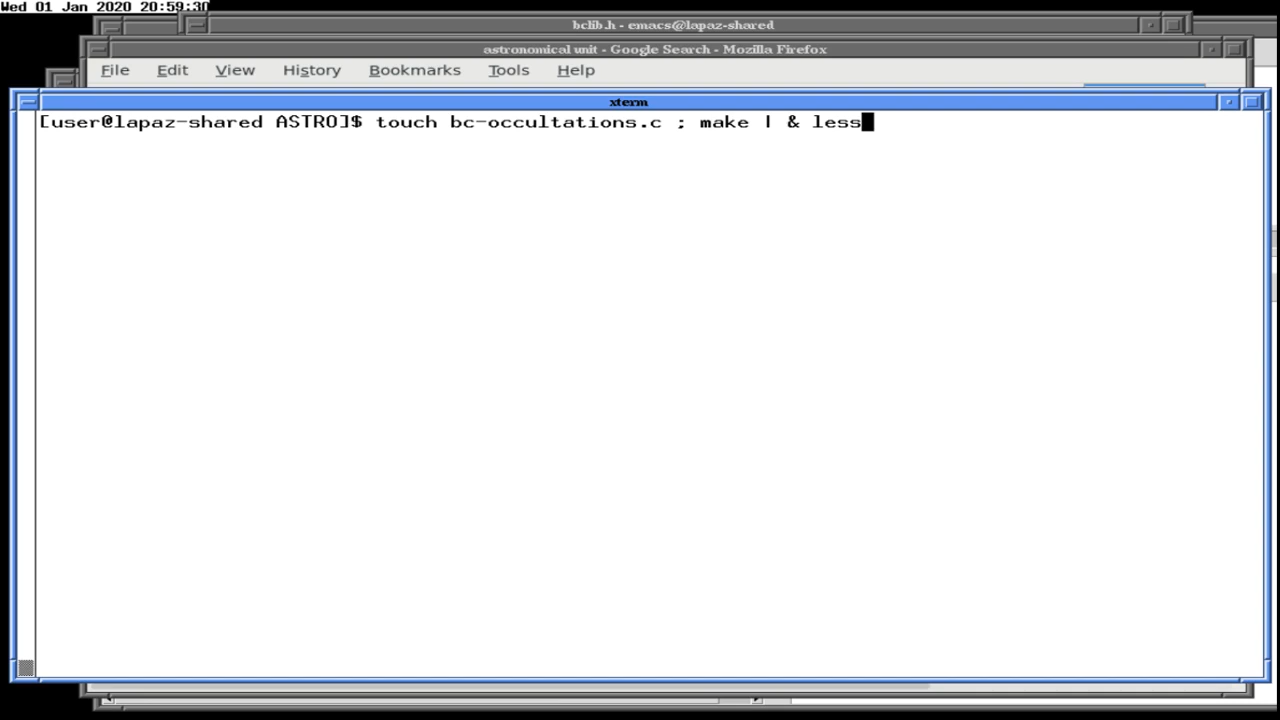 Wed 01 Jan 2020 20:59:30
bclib.h - emacs@lapaz-shared
astronomical unit - Google Search - Mozilla Firefox
File Edit View History Bookmarks Tools Help
xterm
[user@lapaz-shared ASTRO]$ touch bc-occultations.c ; make | & less